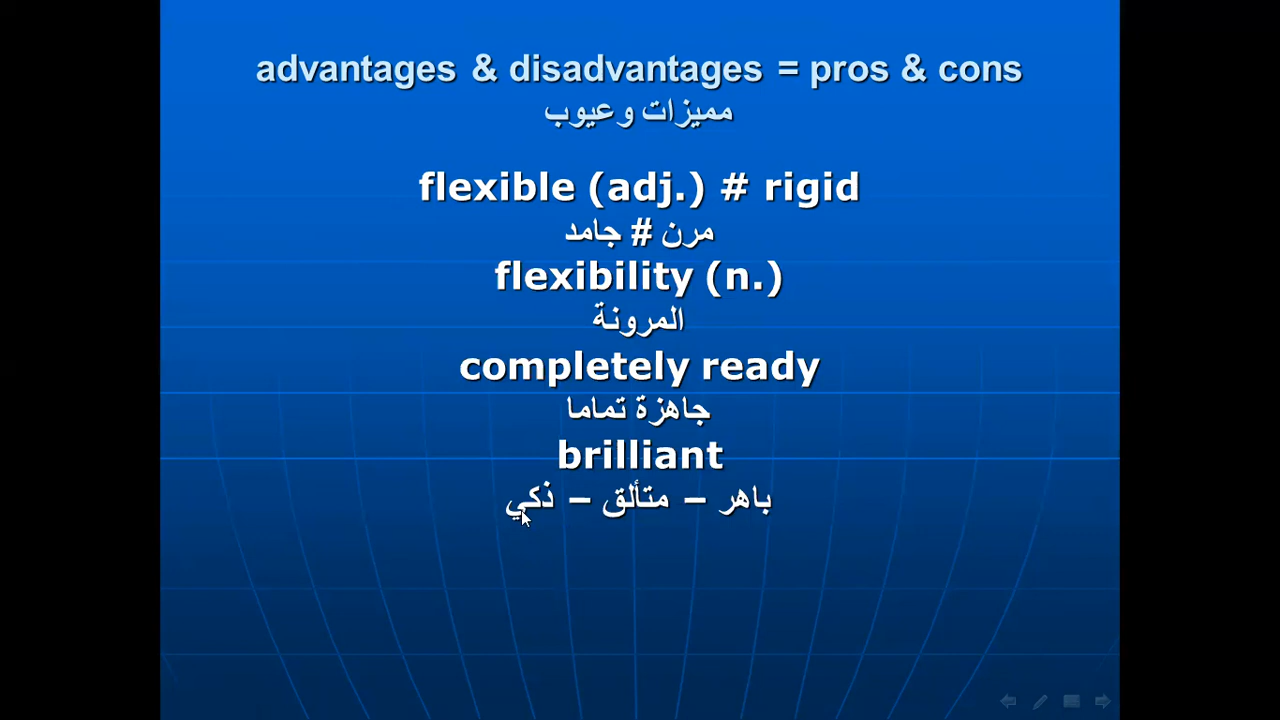 advantages & disadvantages = pros & cons
مميزات وعيوب
flexible (adj.) # rigid
مرن # جامد
flexibility (n.)
المرونة
completely ready
جاهزة تماما
brilliant
باهر – متألق – ذكي